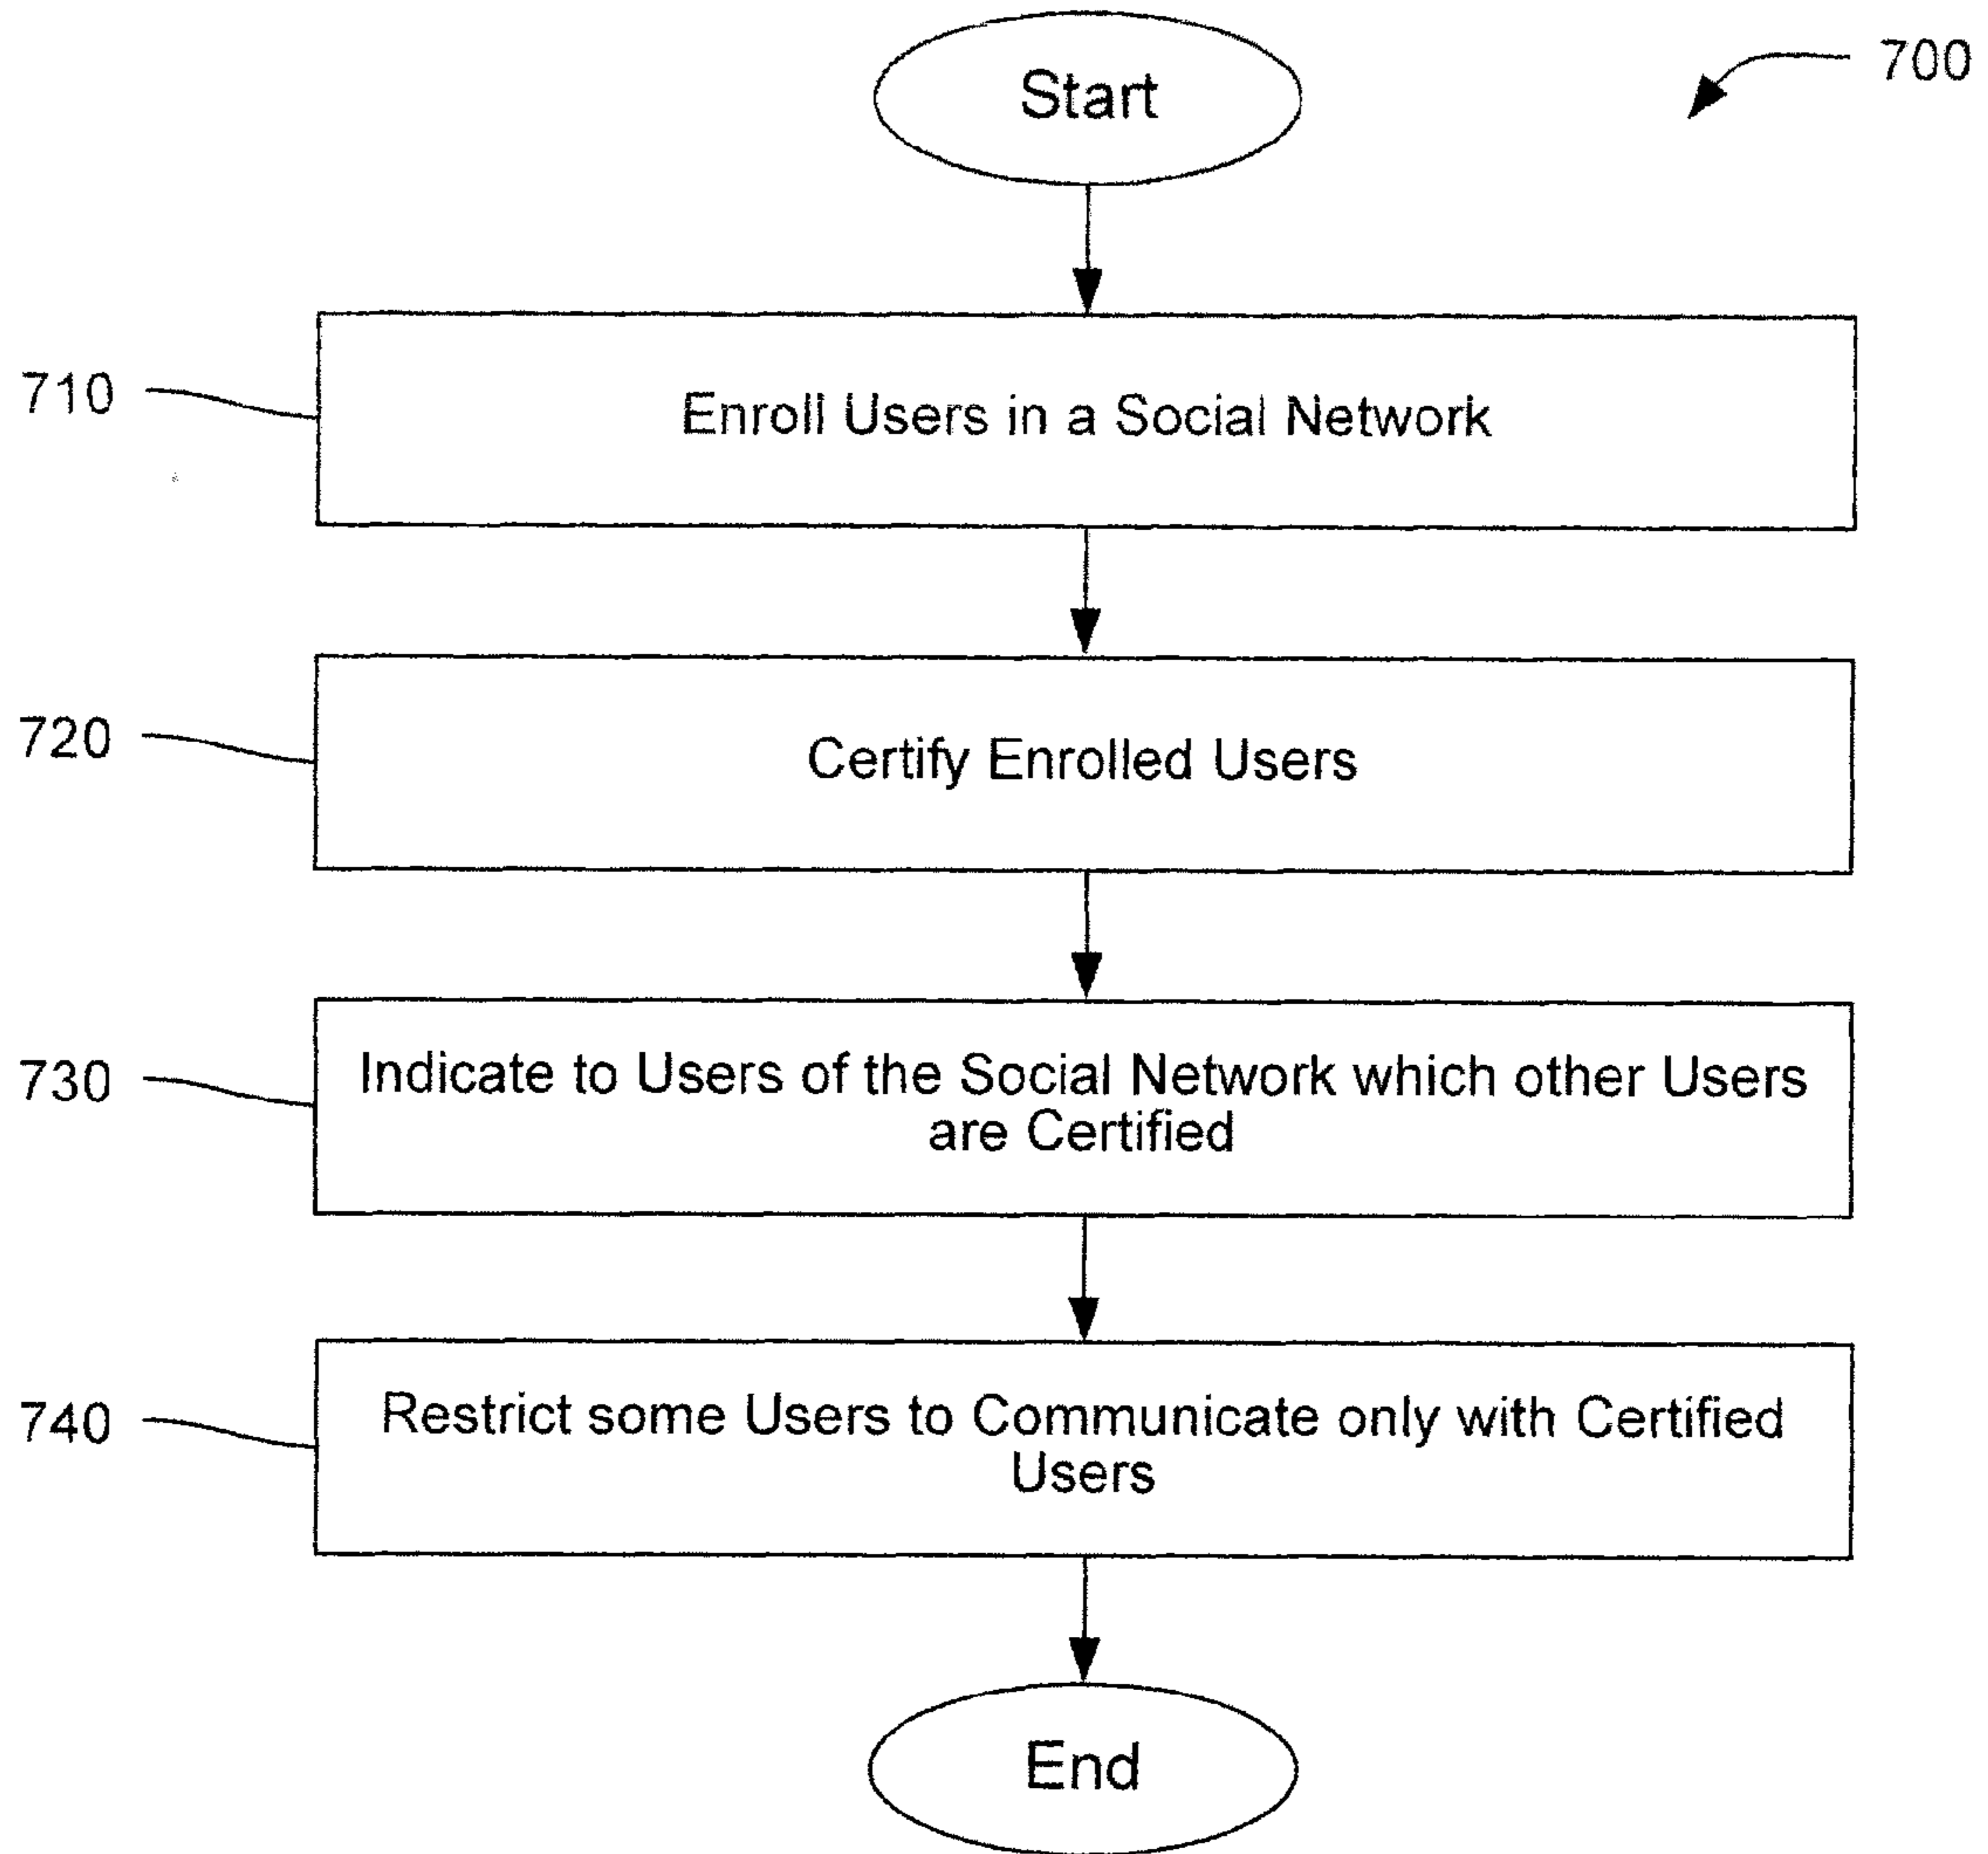 Start
700
710
Enroll Users in a Social Network
720
Certify Enrolled Users
730
Indicate to Users of the Social Network which other Users
are Certified
740
Restrict some Users to Communicate only with Certified
Users
End